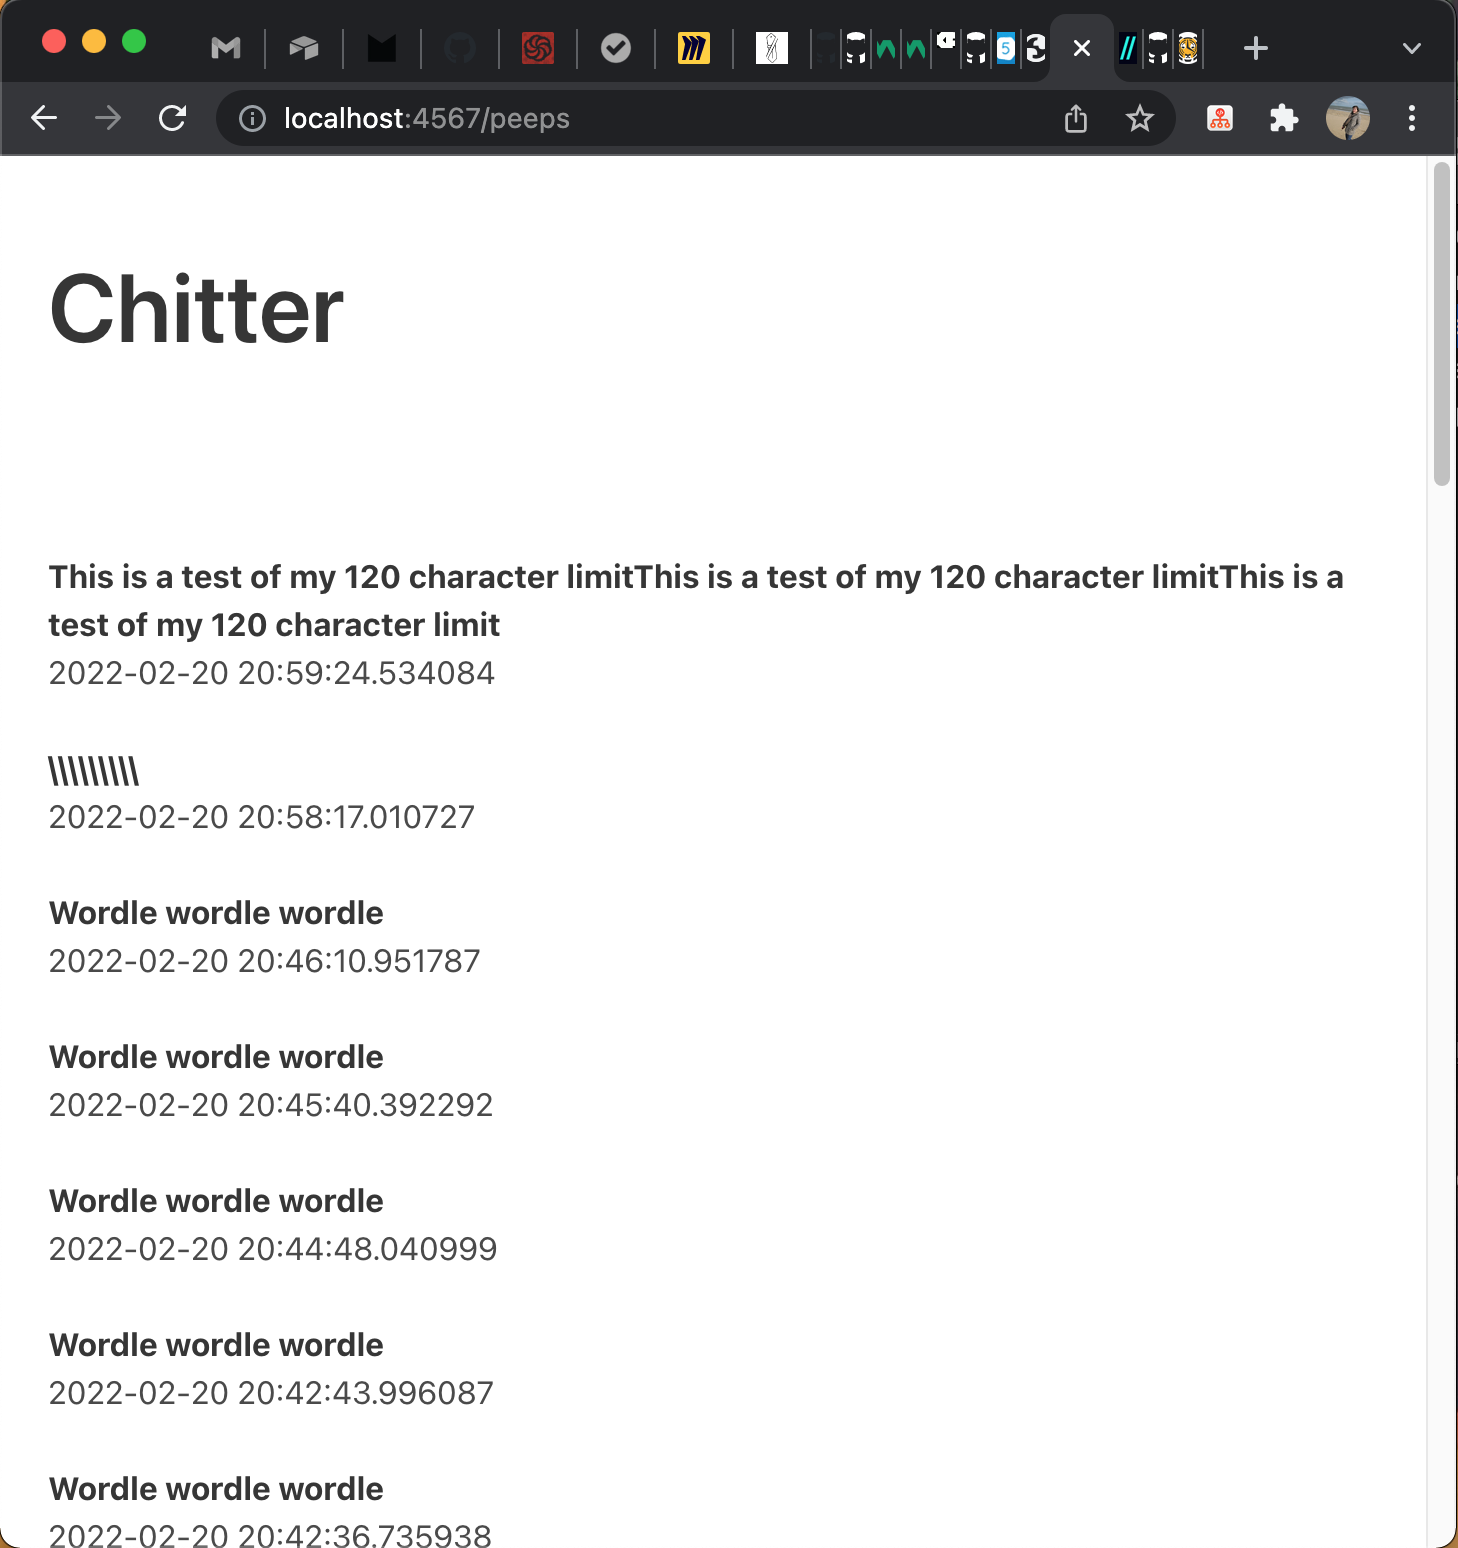 localhost:4567/peeps
Chitter
This is a test of my 120 character limitThis is a test of my 120 character limitThis is a
test of my 120 character limit
2022-02-20 20:59:24.534084
\\\\\\\\\
2022-02-20 20:58:17.010727
Wordle wordle wordle
2022-02-20 20:46:10.951787
Wordle wordle wordle
2022-02-20 20:45:40.392292
Wordle wordle wordle
2022-02-20 20:44:48.040999
Wordle wordle wordle
2022-02-20 20:42:43.996087
Wordle wordle wordle
2022-02-20 20:42:36.735938